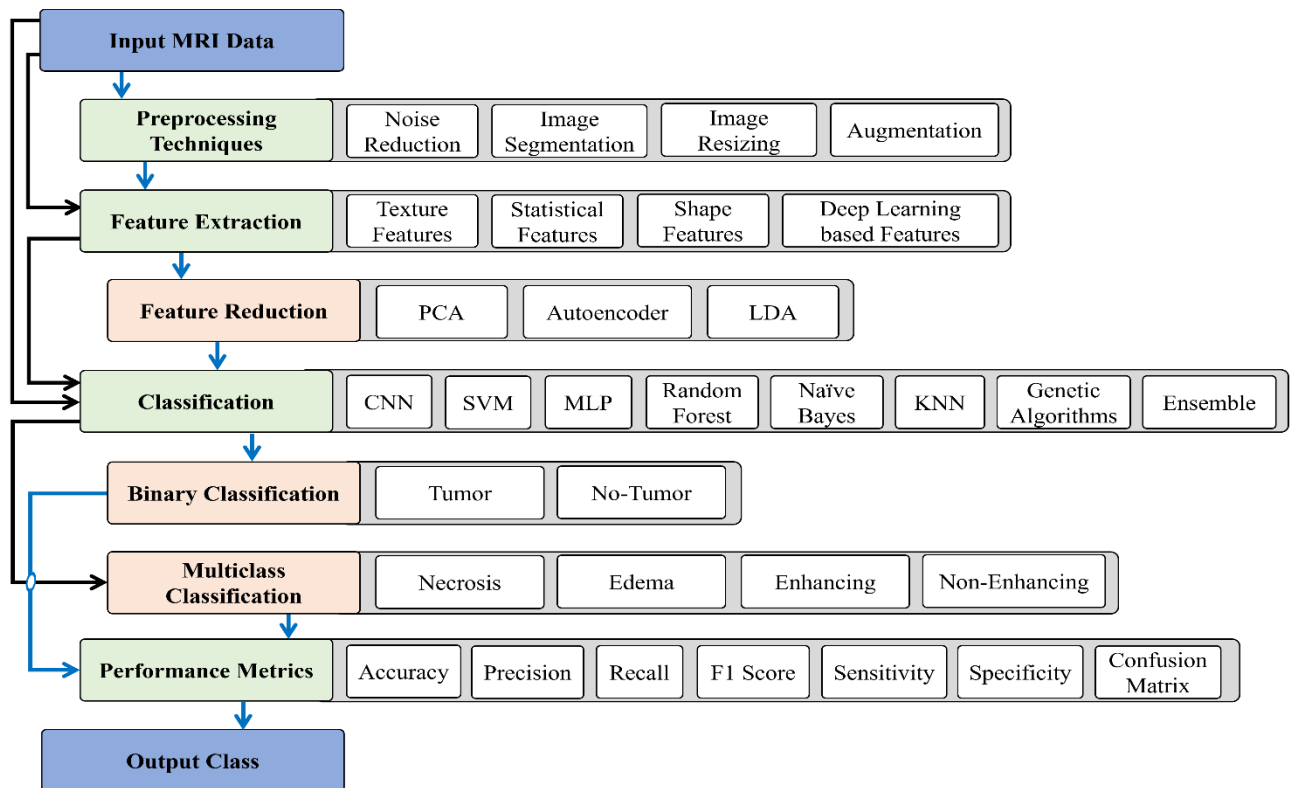 Input MRI Data
Preprocessing
Techniques
Noise
Reduction
Image
Segmentation
Image
Resizing
Augmentation
Feature Extraction
Texture
Features
Statistical
Features
Shape
Features
Deep Learning
based Features
Feature Reduction
PCA
Autoencoder
LDA
Classification
CNN
SVM
MLP
Random
Forest
Naïve
Bayes
KNN
Genetic
Algorithms
Ensemble
Binary Classification
Tumor
No-Tumor
Multiclass
Classification
Necrosis
Edema
Enhancing
Non-Enhancing
Performance Metrics
Accuracy
Precision
Recall
F1 Score
Sensitivity
Specificity
Confusion
Matrix
Output Class